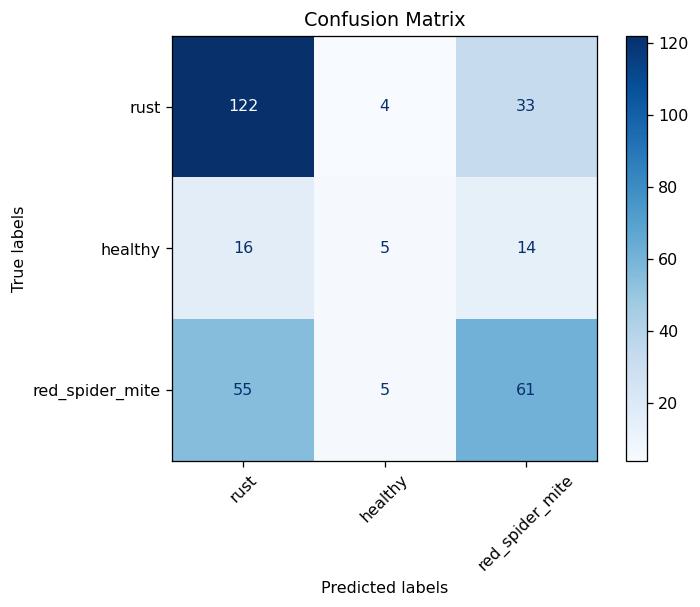 Confusion Matrix
True labels
rust
healthy
red_spider_mite
122 4 33
16 5 14
55 5 61
rust
healthy
red_spider_mite
Predicted labels
120
100
80
60
40
20